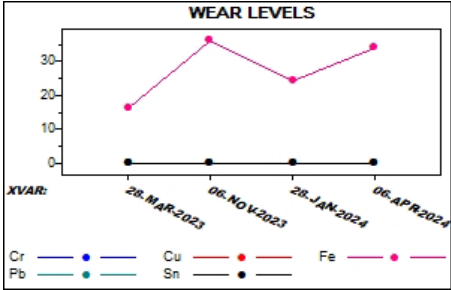 WEAR LEVELS
30
20
10
0
XVAR:
28-MAR-2023
06-NOV-2023
28-JAN-2024
06-APR-2024
Cr Cu Fe
Pb Sn